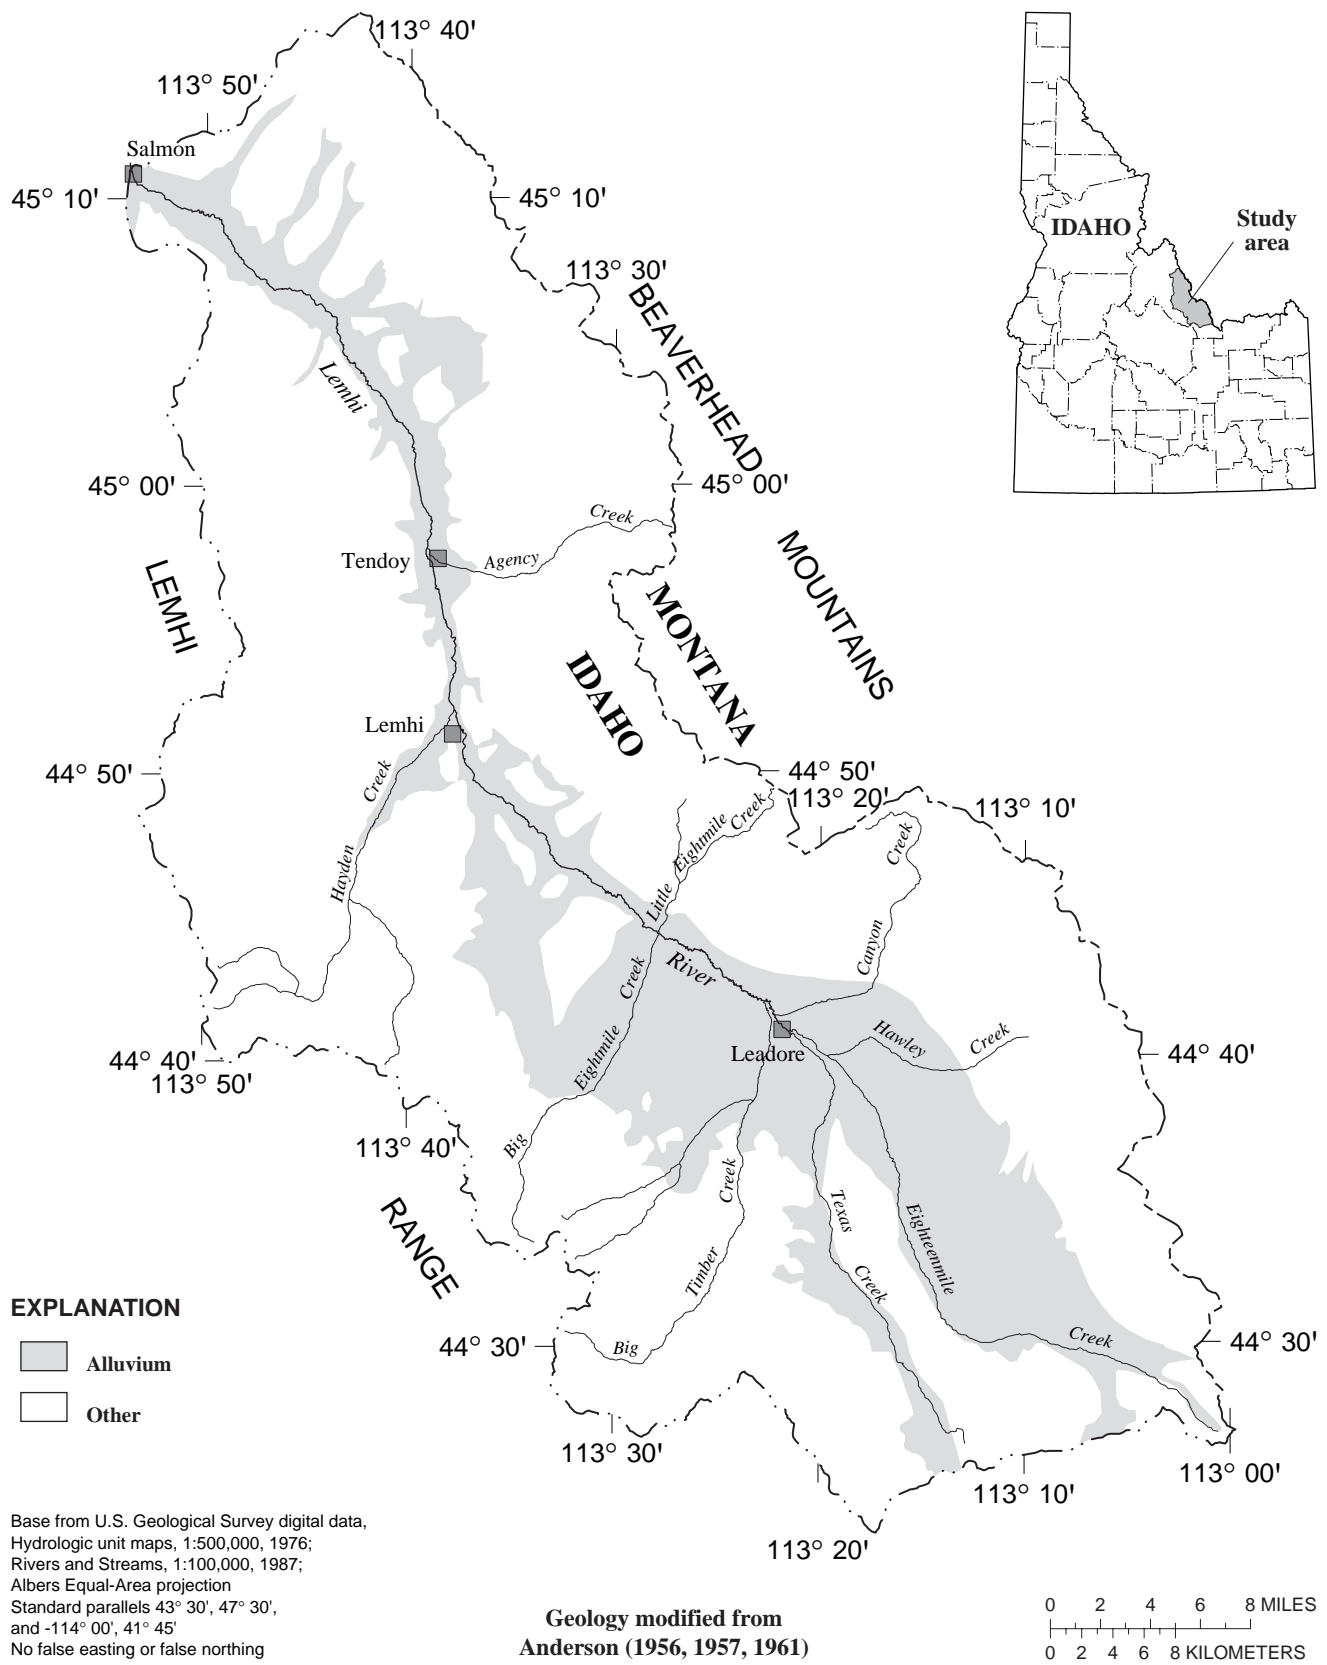 113° 40'
113° 50'
Salmon
45° 10'
45° 10'
IDAHO
Study
area
113° 30'
BEAVERHEAD
Lemhi
45° 00'
45° 00'
Creek
Agency
Tendoy
MOUNTAINS
LEMHI
MONTANA
IDAHO
Lemhi
44° 50'
44° 50'
113° 20'
113° 10'
Creek
Hayden
Little Eightmile Creek
Canyon Creek
River
Big Eightmile Creek
Leadore
Hawley Creek
44° 40'
113° 50'
44° 40'
113° 40'
RANGE
Big Timber Creek
Texas Creek
Eighteenmile Creek
EXPLANATION
Alluvium
Other
44° 30'
44° 30'
113° 30'
113° 10'
113° 00'
113° 20'
Base from U.S. Geological Survey digital data,
Hydrologic unit maps, 1:500,000, 1976;
Rivers and Streams, 1:100,000, 1987;
Albers Equal-Area projection
Standard parallels 43° 30', 47° 30',
and -114° 00', 41° 45'
No false easting or false northing
Geology modified from
Anderson (1956, 1957, 1961)
0 2 4 6 8 MILES
0 2 4 6 8 KILOMETERS